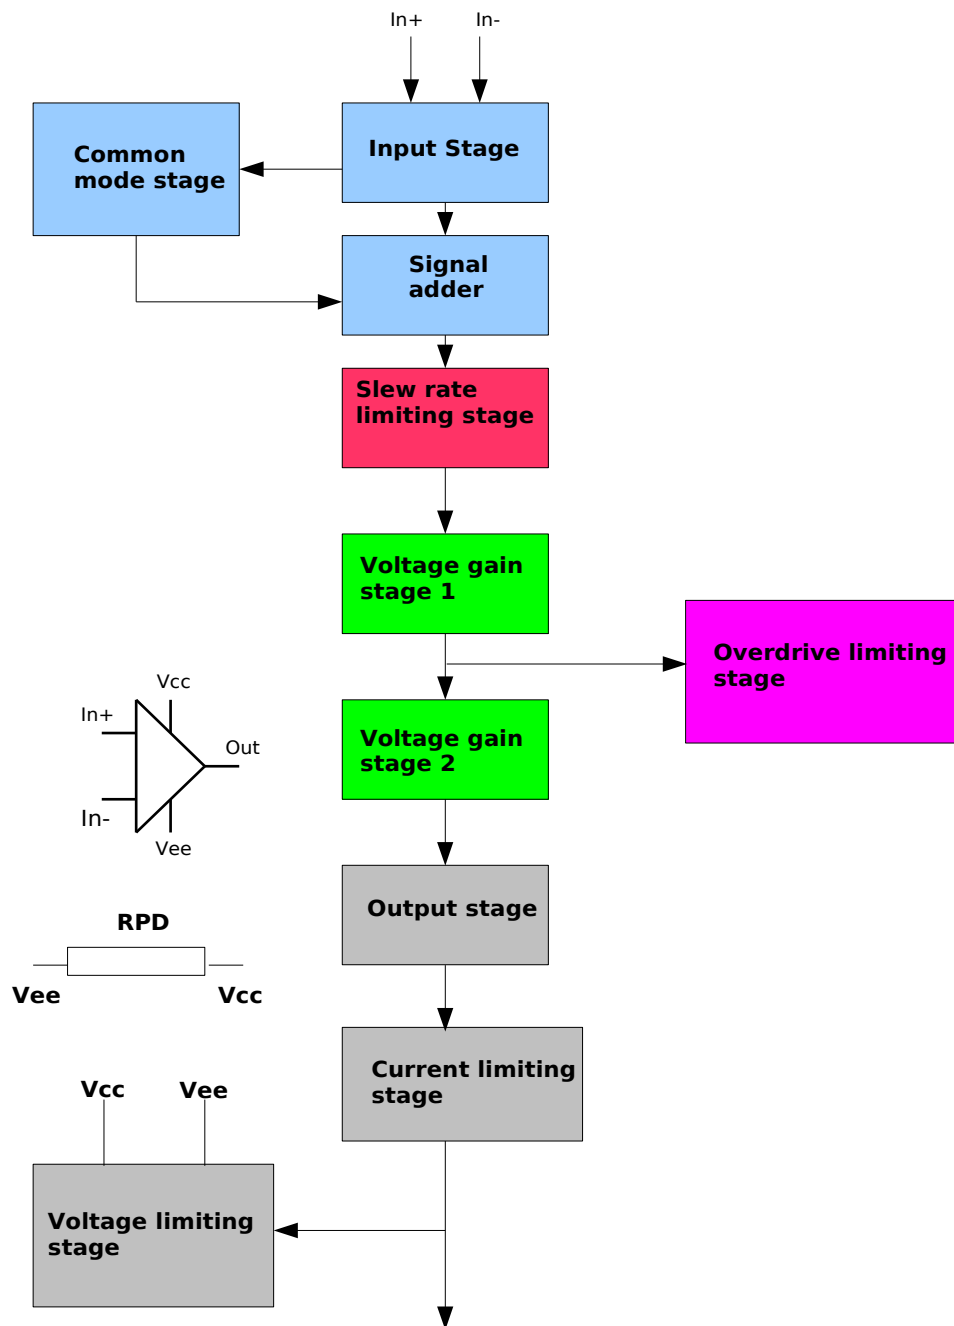 In+
In-
Input Stage
Common
mode stage
Signal
adder
Slew rate
limiting stage
Voltage gain
stage 1
Overdrive limiting
stage
Vcc
In+
Out
In-
Vee
Voltage gain
stage 2
Output stage
RPD
Vee
Vcc
Current limiting
stage
Vcc
Vee
Voltage limiting
stage